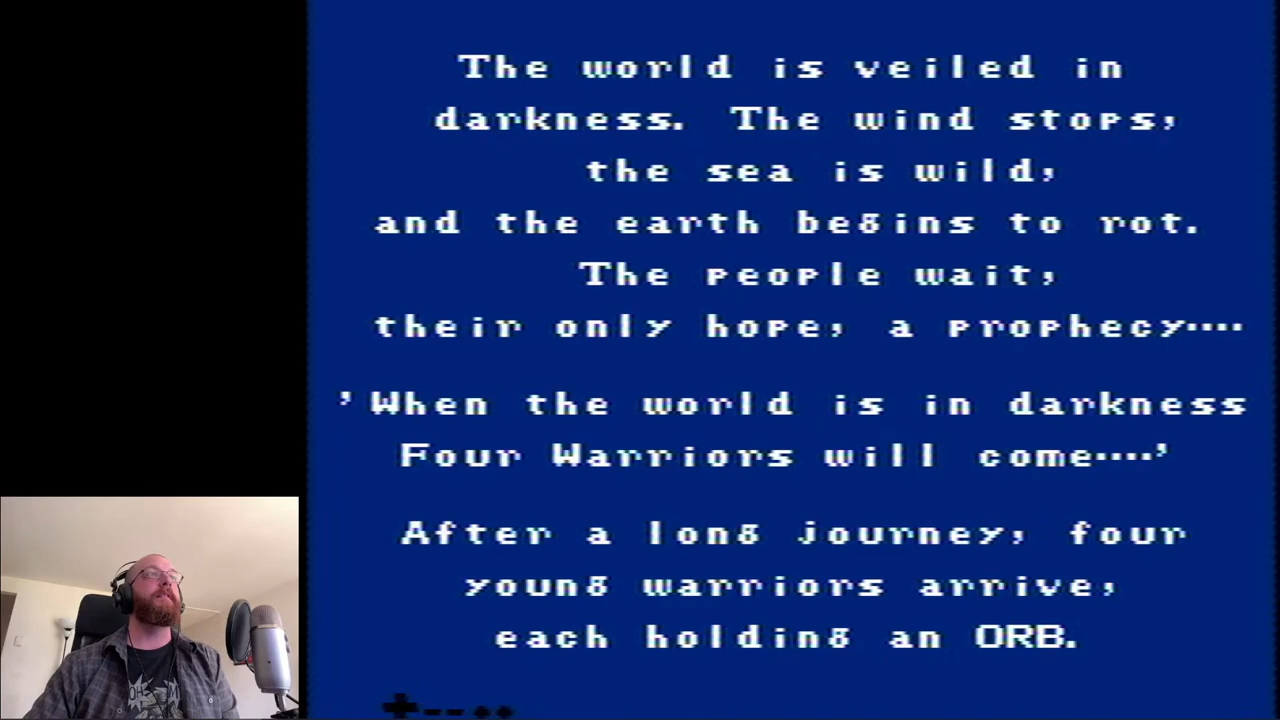 The world is veiled in
darkness. The wind stops,
the sea is wild,
and the earth begins to rot.
The people wait,
their only hope, a prophecy....
'When the world is in darkness
Four Warriors will come....'
After a long journey, four
young warriors arrive,
each holding an ORB.